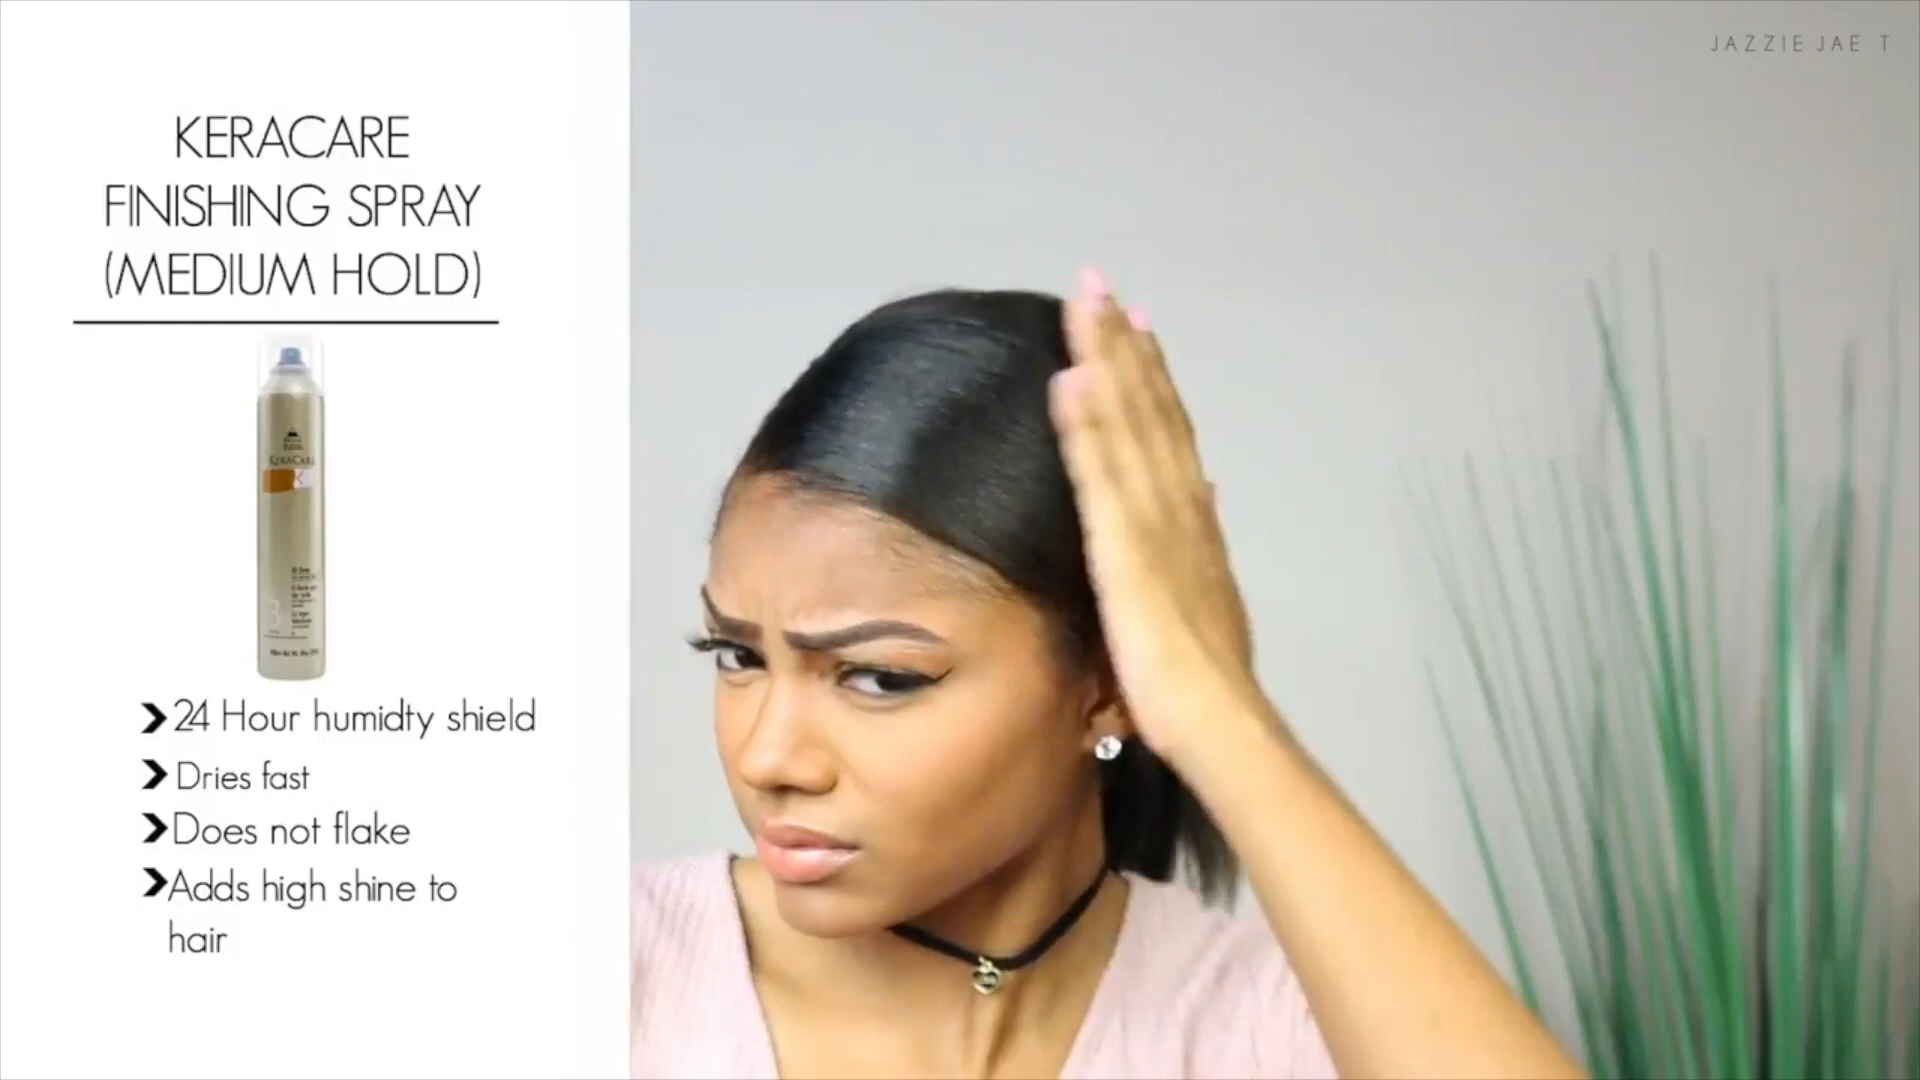 JAZZIE JAE T
KERACARE
FINISHING SPRAY
(MEDIUM HOLD)
KERACARE
K
24 Hour humidty shield
Dries fast
Does not flake
Adds high shine to
hair